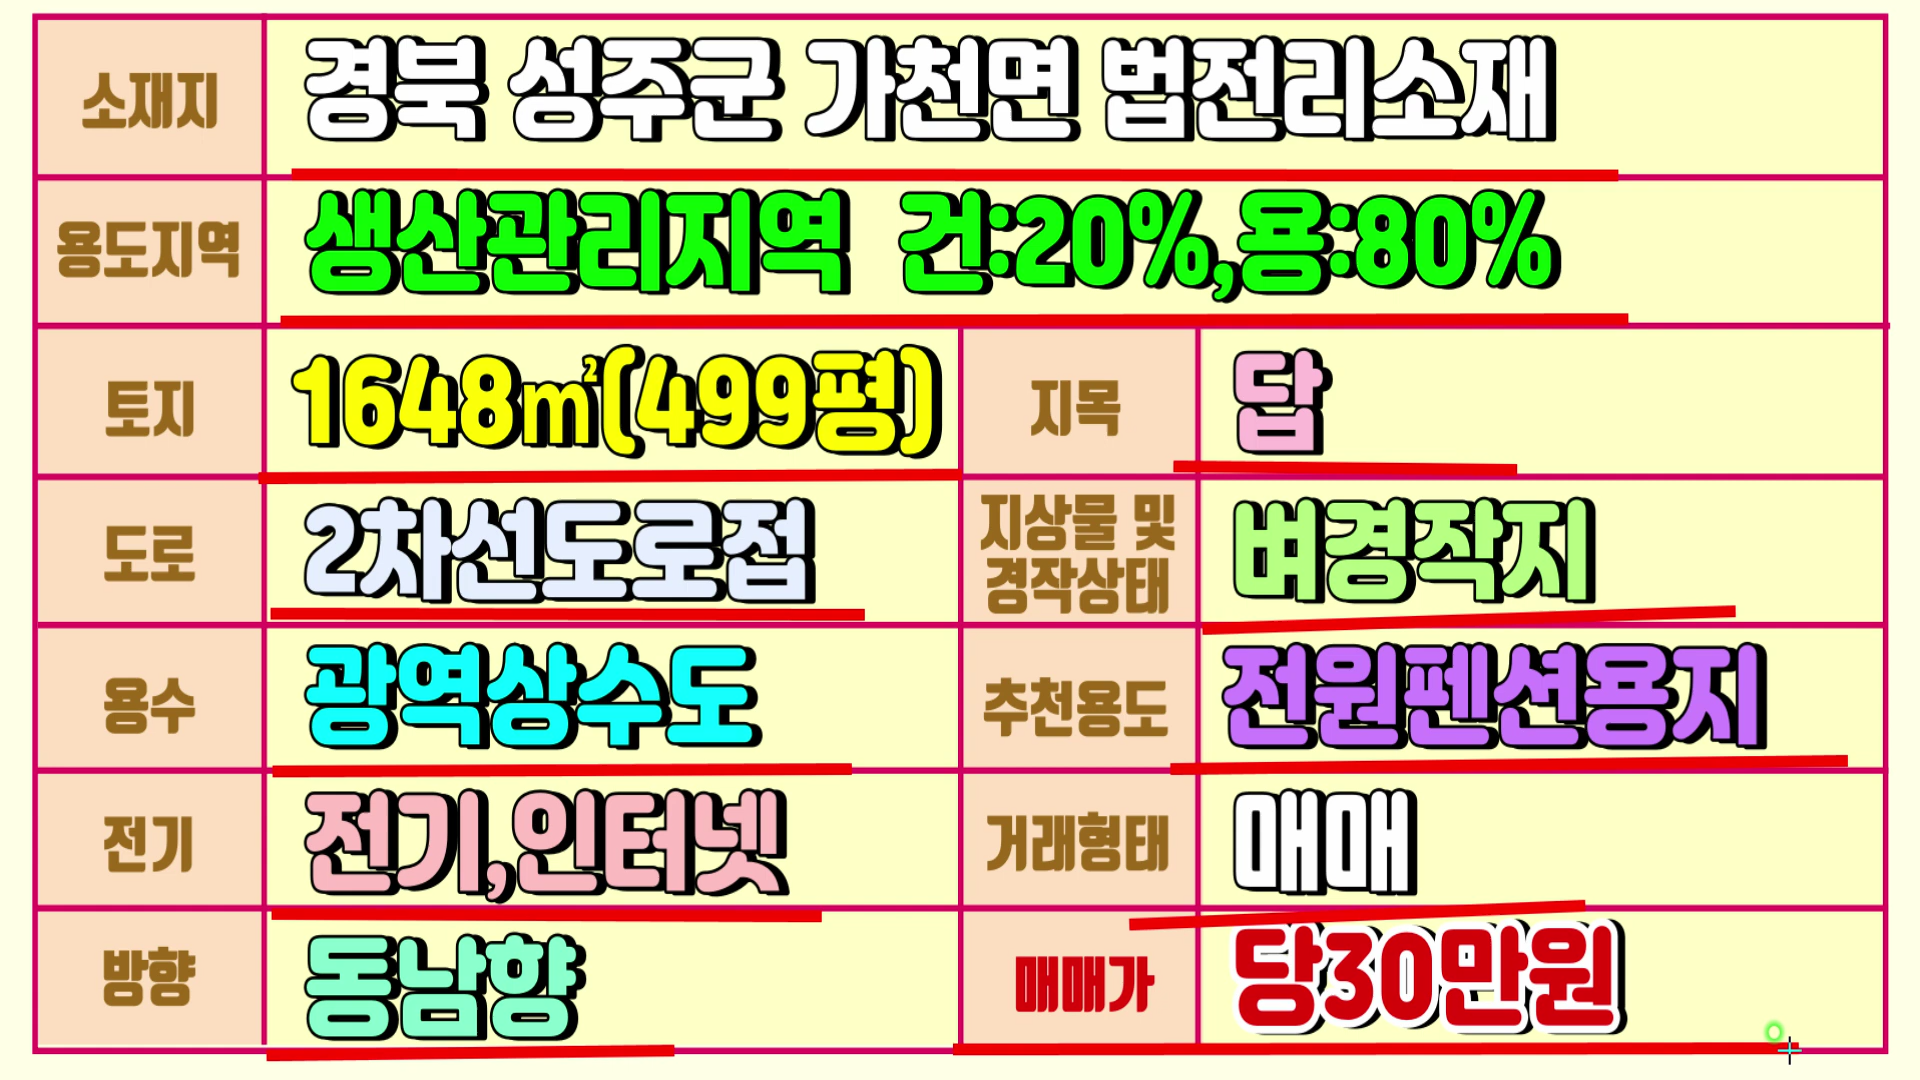 소재지 경북 성주군 가천면 법전리소재
용도지역 생산관리지역 건:20%,용:80%
토지 1648㎡(499평) 지목 답
도로 2차선도로접 지상물 및
경작상태 벼경작지
용수 광역상수도 추천용도 전원펜션용지
전기 전기,인터넷 거래형태 매매
방향 동남향 매매가 당30만원